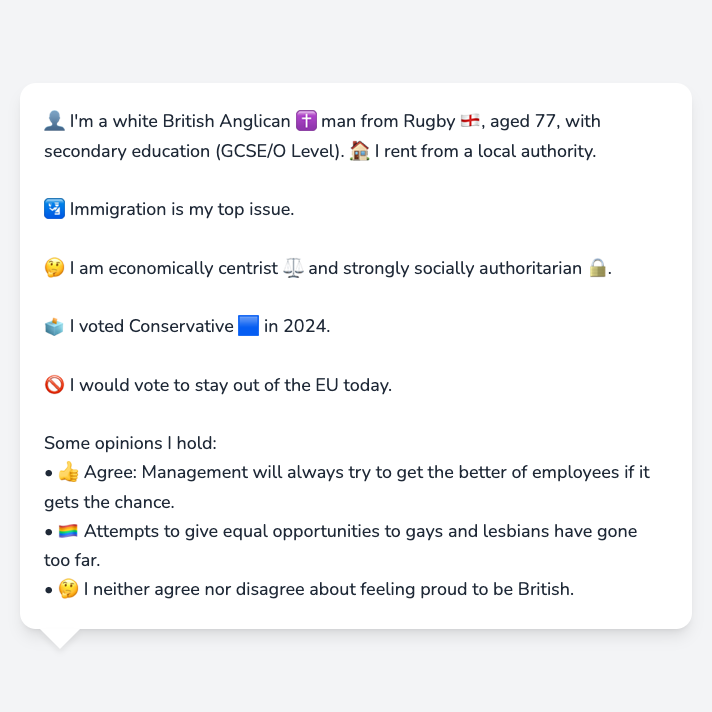 👤 I'm a white British Anglican ✝️ man from Rugby 🏴󠁧󠁢󠁥󠁮󠁧󠁿, aged 77, with
secondary education (GCSE/O Level). 🏠 I rent from a local authority.
🛂 Immigration is my top issue.
🤔 I am economically centrist ⚖️ and strongly socially authoritarian 🔒.
🗳️ I voted Conservative 🟦 in 2024.
🚫 I would vote to stay out of the EU today.
Some opinions I hold:
• 👍 Agree: Management will always try to get the better of employees if it
gets the chance.
• 🏳️‍🌈 Attempts to give equal opportunities to gays and lesbians have gone
too far.
• 🤔 I neither agree nor disagree about feeling proud to be British.